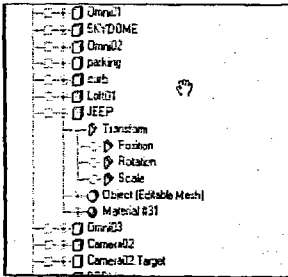 Omni01
SKYDOME
Omni02
parking
curb
Loft01
JEEP
Transform
Position
Rotation
Scale
Object (Editable Mesh)
Material #31
Omni03
Camera02
Camera02.Target